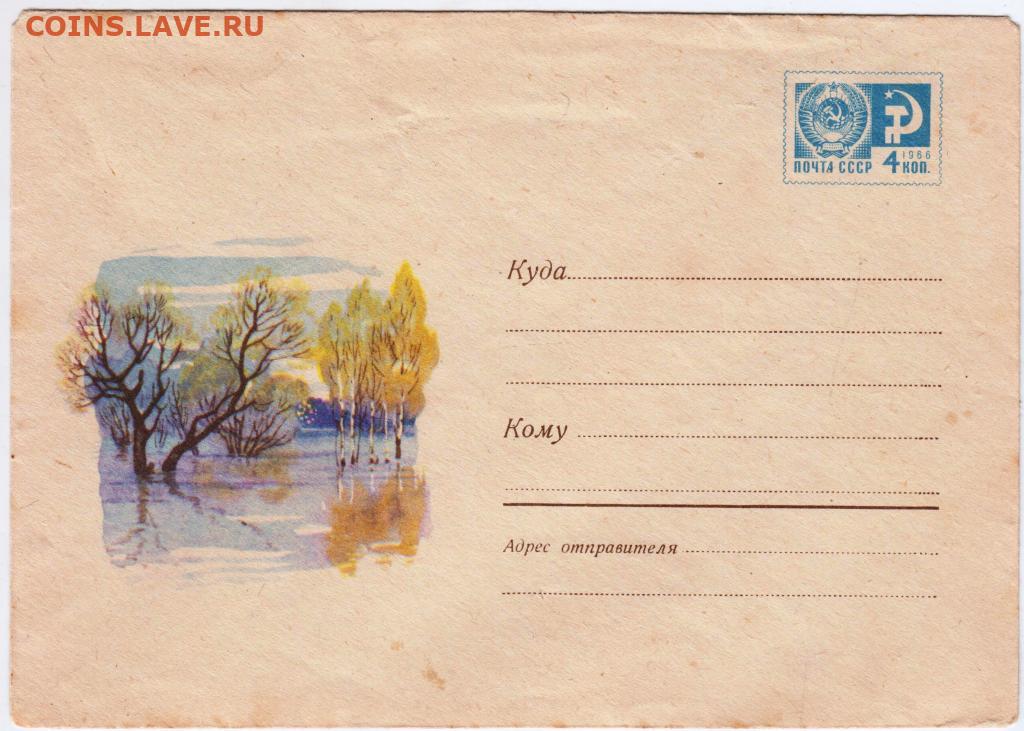 COINS.LAVE.RU
1966
ПОЧТА СССР 4 КОП.
Куда
Кому
Адрес отправителя